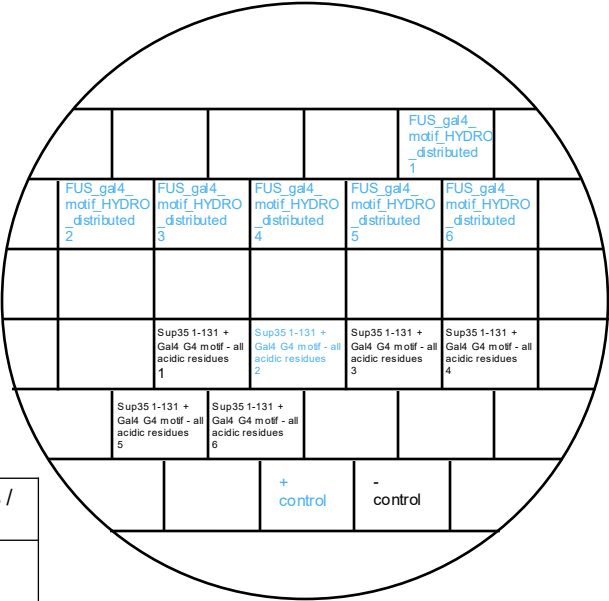 FUS_gal4_
motif_HYDRO
_distributed
1
FUS_gal4_
motif_HYDRO
_distributed
2
FUS_gal4_
motif_HYDRO
_distributed
3
FUS_gal4_
motif_HYDRO
_distributed
4
FUS_gal4_
motif_HYDRO
_distributed
5
FUS_gal4_
motif_HYDRO
_distributed
6
Sup35 1-131 +
Gal4 G4 motif - all
acidic residues
1
Sup35 1-131 +
Gal4 G4 motif - all
acidic residues
2
Sup35 1-131 +
Gal4 G4 motif - all
acidic residues
3
Sup35 1-131 +
Gal4 G4 motif - all
acidic residues
4
Sup35 1-131 +
Gal4 G4 motif - all
acidic residues
5
Sup35 1-131 +
Gal4 G4 motif - all
acidic residues
6
+
control
-
control
/